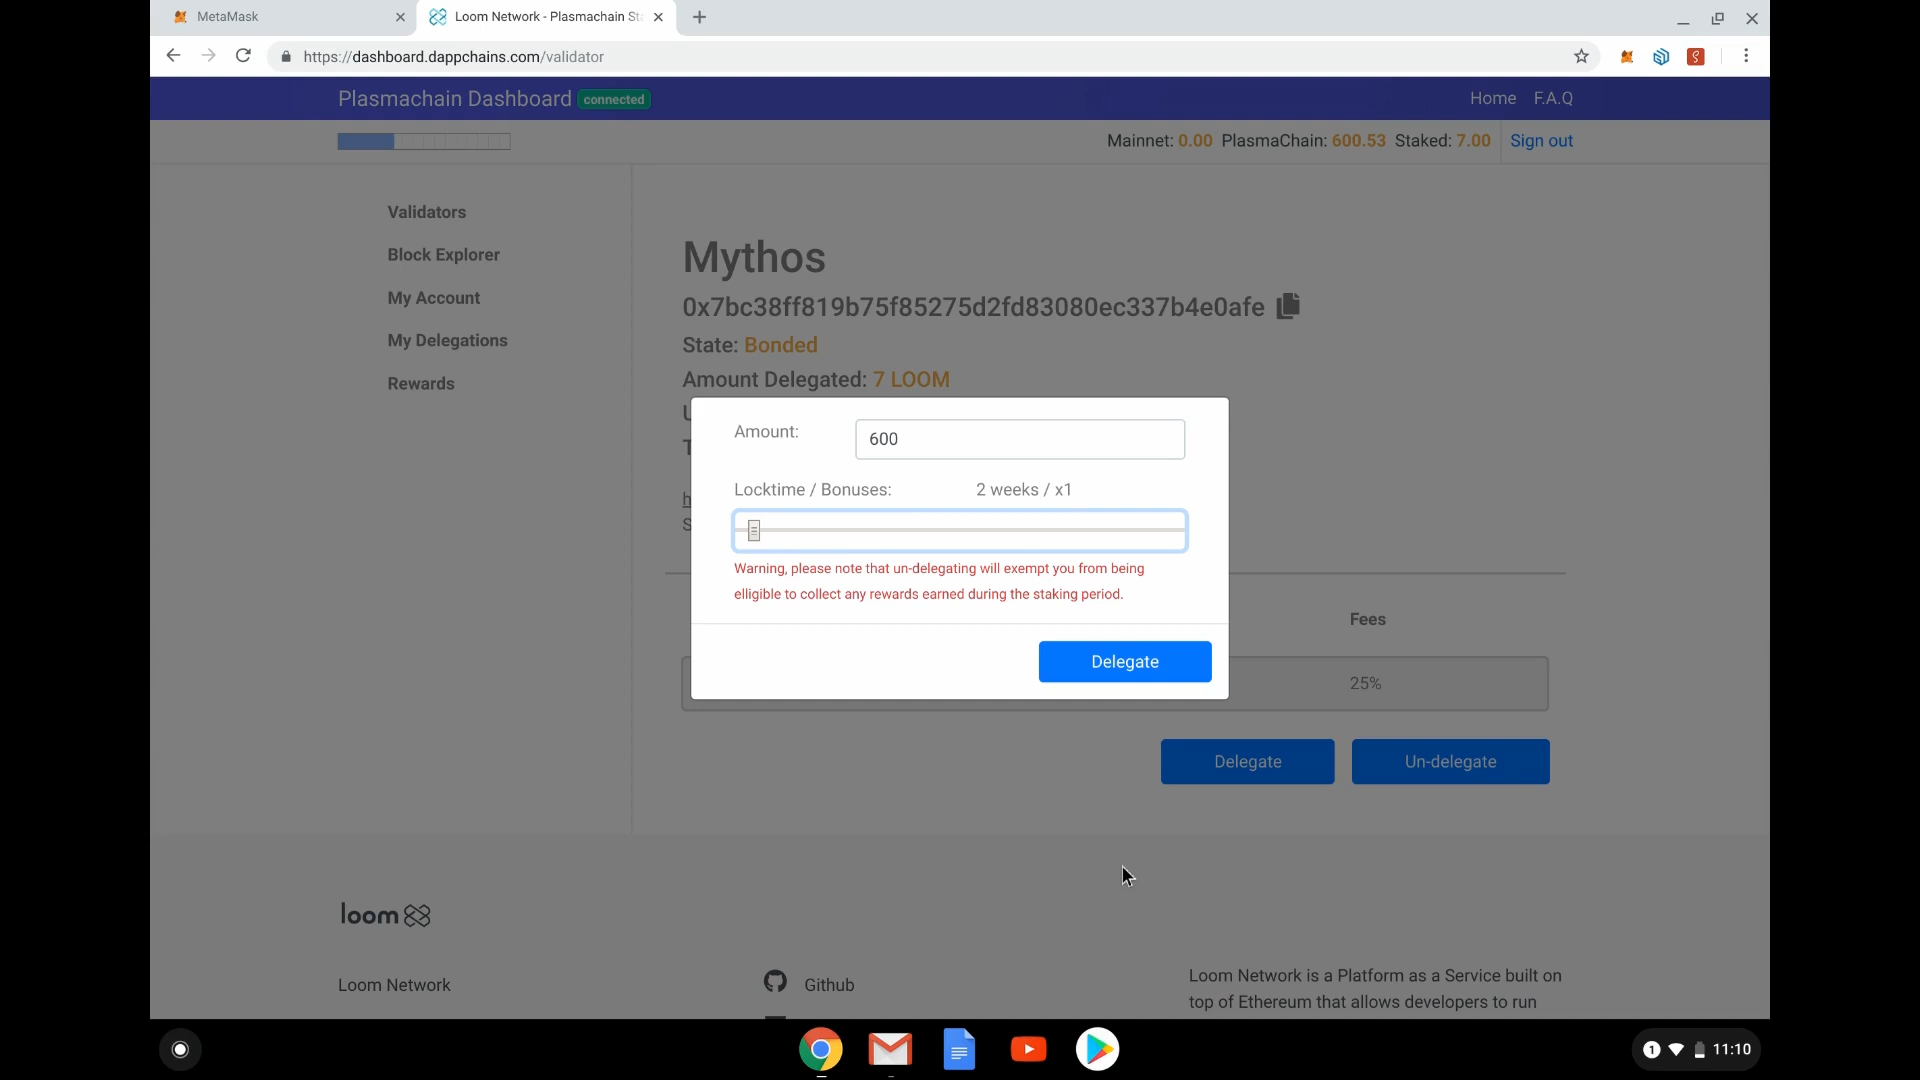 MetaMask
Loom Network - Plasmachain St
https://dashboard.dappchains.com/validator
Plasmachain Dashboard connected
Home F.A.Q
Mainnet: 0.00 PlasmaChain: 600.53 Staked: 7.00 Sign out
Validators
Block Explorer
My Account
My Delegations
Rewards
Mythos
0x7bc38ff819b75f85275d2fd83080ec337b4e0afe
State: Bonded
Amount Delegated: 7 LOOM
Amount: 600
Locktime / Bonuses: 2 weeks / x1
Warning, please note that un-delegating will exempt you from being
elligible to collect any rewards earned during the staking period.
Delegate
Fees
25%
Delegate Un-delegate
loom
Loom Network
Github
Loom Network is a Platform as a Service built on
top of Ethereum that allows developers to run
1 11:10